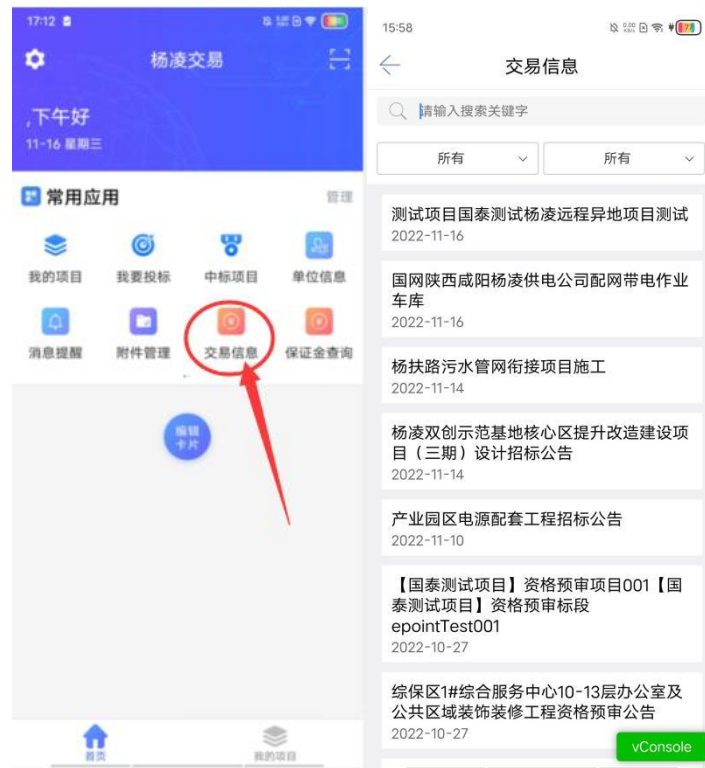 17:12
杨凌交易
,下午好
11-16 星期三
常用应用
管理
我的项目
我要投标
中标项目
单位信息
消息提醒
附件管理
交易信息
保证金查询
编辑
卡片
首页
我的项目
15:58
交易信息
请输入搜索关键字
所有
所有
测试项目国泰测试杨凌远程异地项目测试
2022-11-16
国网陕西咸阳杨凌供电公司配网带电作业
车库
2022-11-16
杨扶路污水管网衔接项目施工
2022-11-14
杨凌双创示范基地核心区提升改造建设项
目（三期）设计招标公告
2022-11-14
产业园区电源配套工程招标公告
2022-11-10
【国泰测试项目】资格预审项目001【国
泰测试项目】资格预审标段
epointTest001
2022-10-27
综保区1#综合服务中心10-13层办公室及
公共区域装饰装修工程资格预审公告
2022-10-27
vConsole